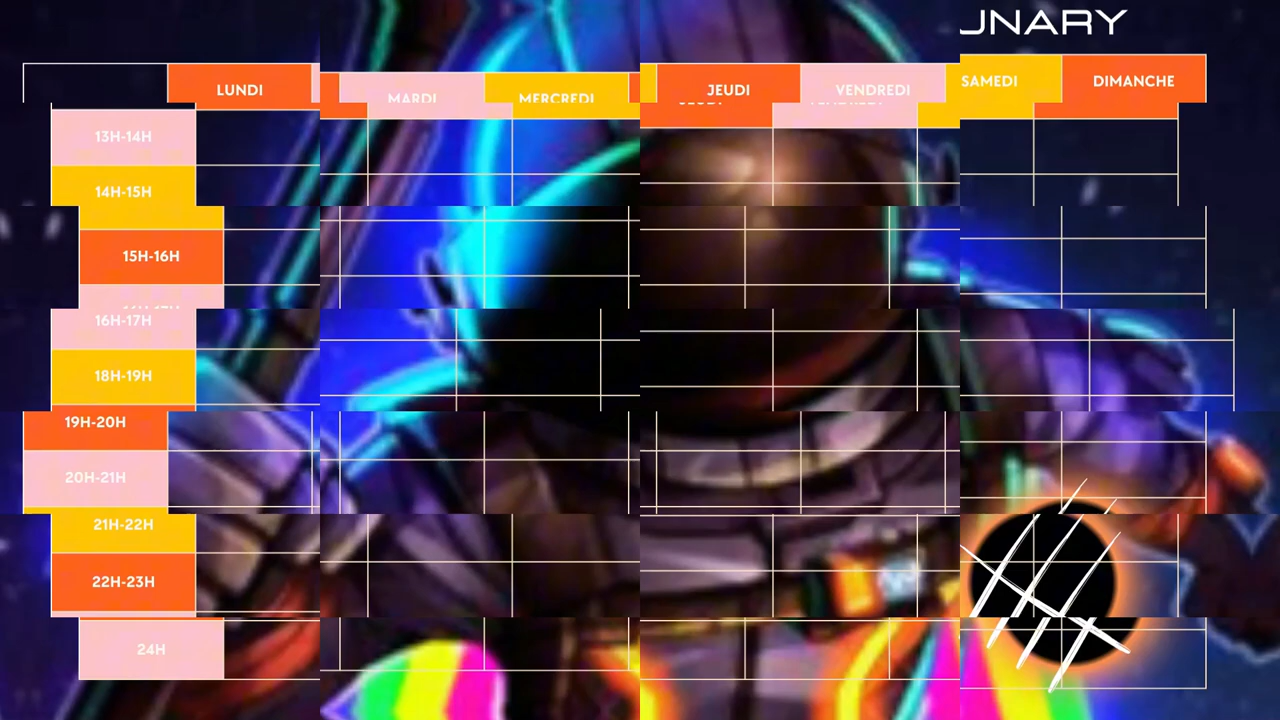 UNARY
LUNDI MARDI MERCREDI JEUDI VENDREDI SAMEDI DIMANCHE
13H-14H
14H-15H
15H-16H
16H-17H
18H-19H
19H-20H
20H-21H
21H-22H
22H-23H
24H